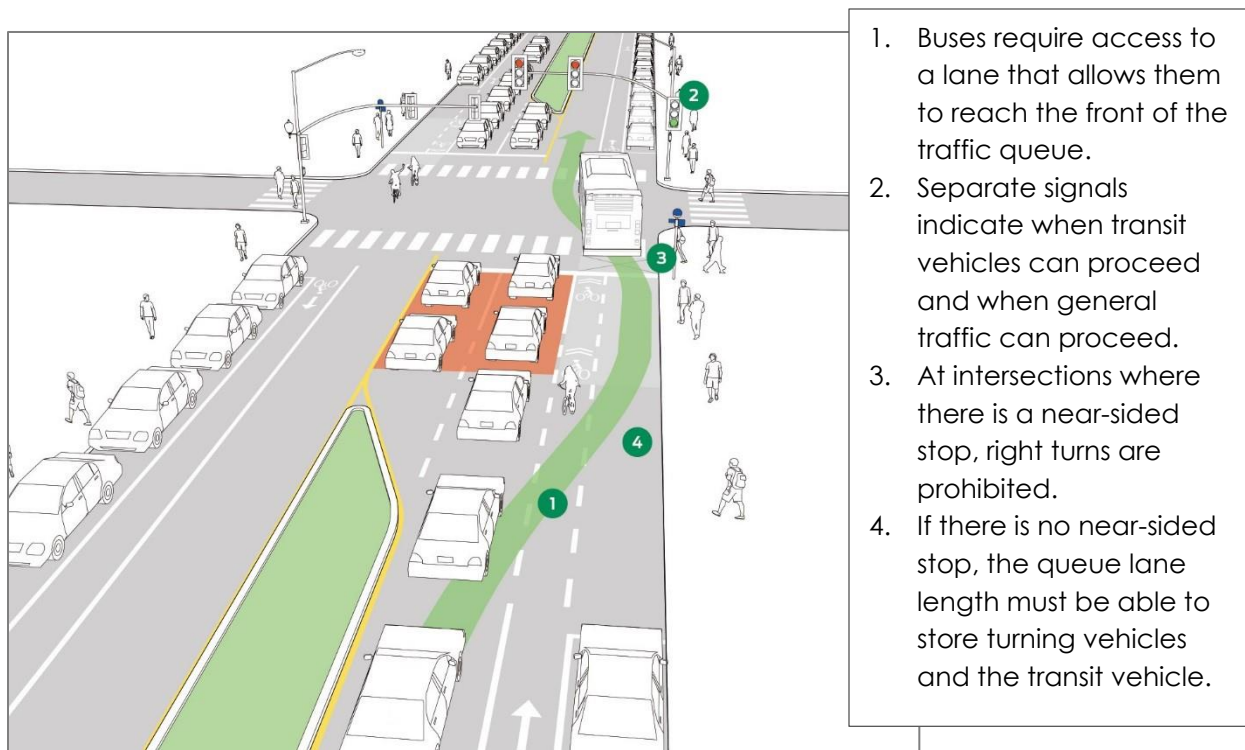 1. Buses require access to
a lane that allows them
to reach the front of the
traffic queue.
2. Separate signals
indicate when transit
vehicles can proceed
and when general
traffic can proceed.
3. At intersections where
there is a near-sided
stop, right turns are
prohibited.
4. If there is no near-sided
stop, the queue lane
length must be able to
store turning vehicles
and the transit vehicle.
2
3
4
1